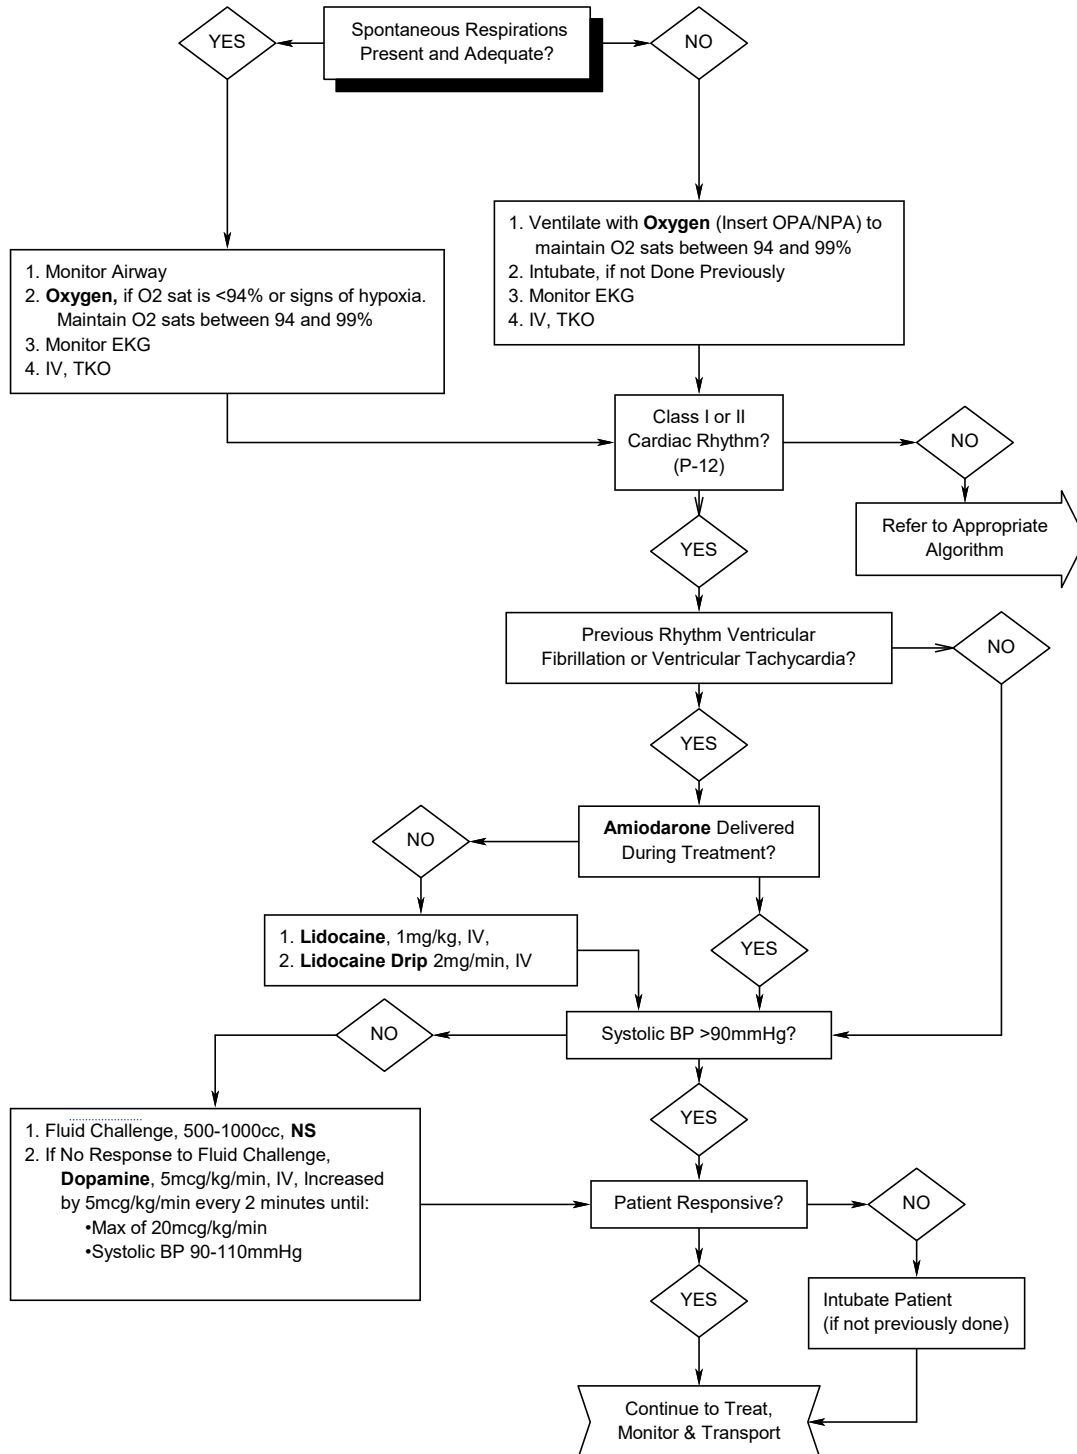 Spontaneous Respirations
Present and Adequate?
YES
NO
1. Ventilate with Oxygen (Insert OPA/NPA) to
maintain O2 sats between 94 and 99%
2. Intubate, if not Done Previously
3. Monitor EKG
4. IV, TKO
1. Monitor Airway
2. Oxygen, if O2 sat is <94% or signs of hypoxia.
Maintain O2 sats between 94 and 99%
3. Monitor EKG
4. IV, TKO
Class I or II
Cardiac Rhythm?
(P-12)
NO
Refer to Appropriate
Algorithm
YES
Previous Rhythm Ventricular
Fibrillation or Ventricular Tachycardia?
NO
YES
Amiodarone Delivered
During Treatment?
NO
1. Lidocaine, 1mg/kg, IV,
2. Lidocaine Drip 2mg/min, IV
YES
Systolic BP >90mmHg?
NO
YES
1. Fluid Challenge, 500-1000cc, NS
2. If No Response to Fluid Challenge,
Dopamine, 5mcg/kg/min, IV, Increased
by 5mcg/kg/min every 2 minutes until:
•Max of 20mcg/kg/min
•Systolic BP 90-110mmHg
Patient Responsive?
NO
YES
Intubate Patient
(if not previously done)
Continue to Treat,
Monitor & Transport